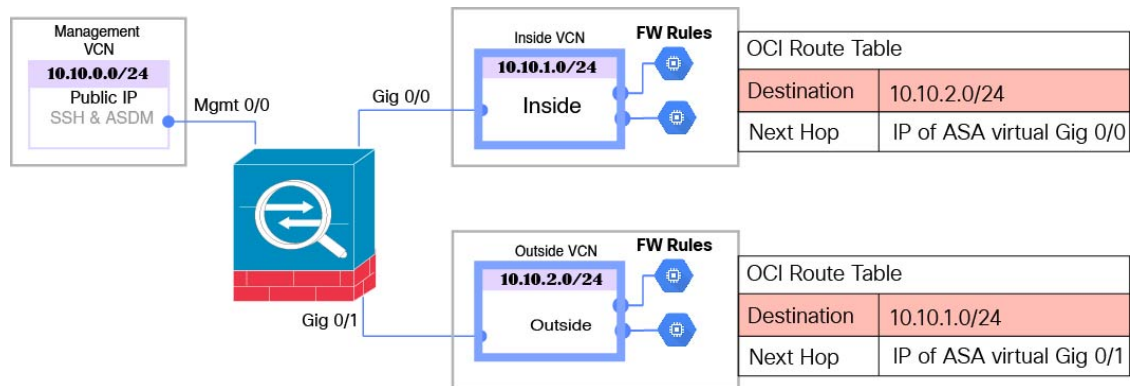 Management
VCN
10.10.0.0/24
Public IP
SSH & ASDM
Mgmt 0/0
Gig 0/0
Inside VCN
10.10.1.0/24
Inside
FW Rules
OCI Route Table
Destination 10.10.2.0/24
Next Hop IP of ASA virtual Gig 0/0
Gig 0/1
Outside VCN
10.10.2.0/24
Outside
FW Rules
OCI Route Table
Destination 10.10.1.0/24
Next Hop IP of ASA virtual Gig 0/1